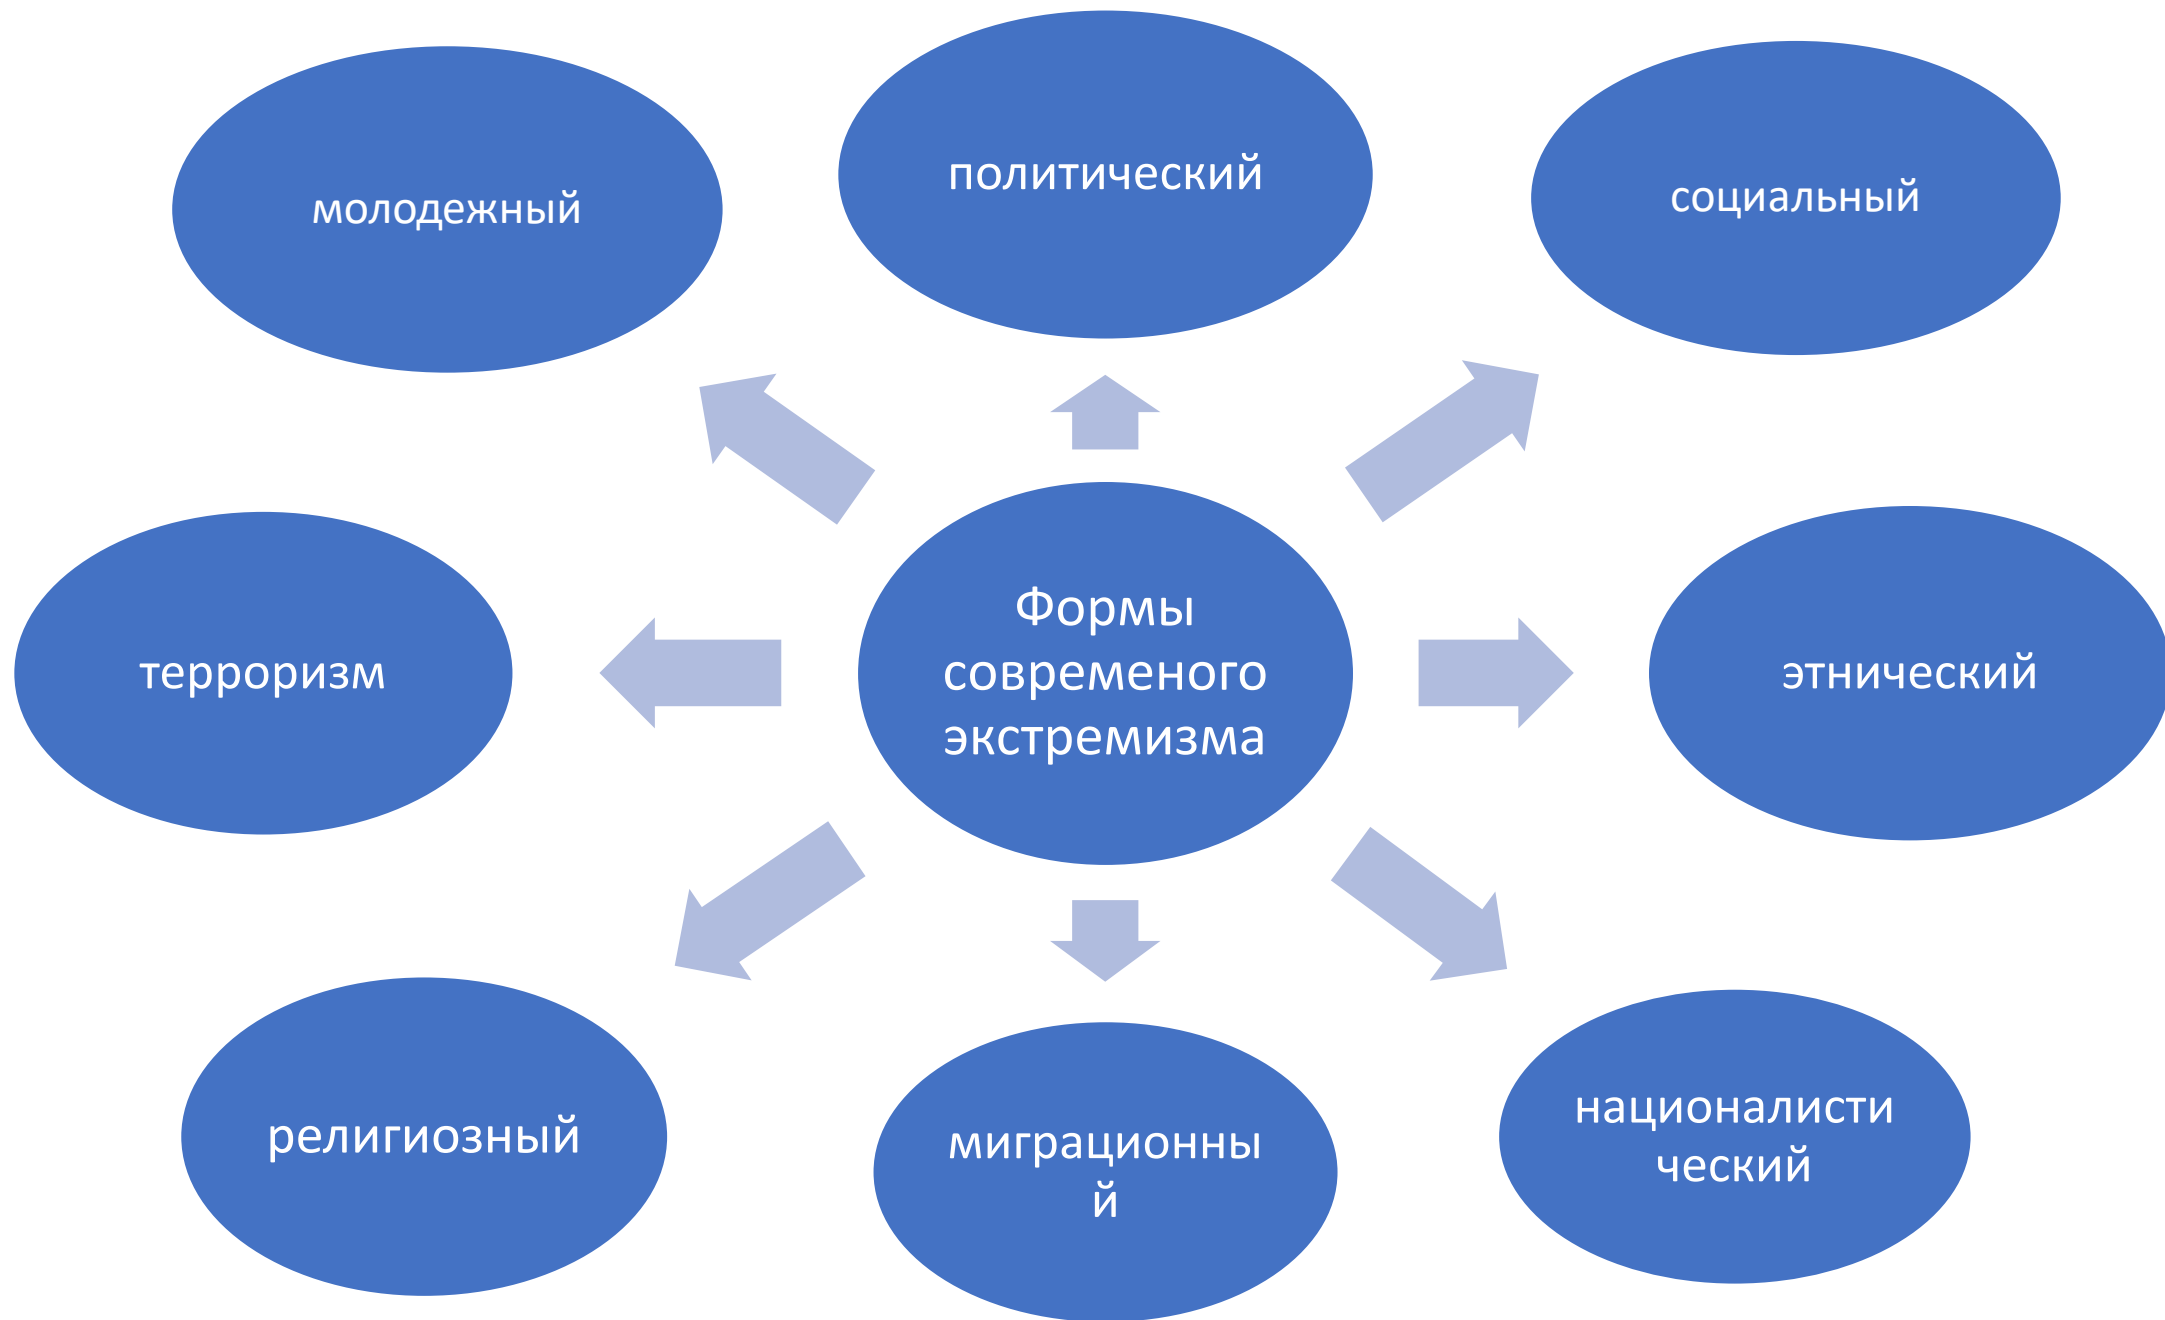 политический
молодежный
социальный
Формы
современого
экстремизма
терроризм
этнический
религиозный
миграционны
й
националисти
ческий